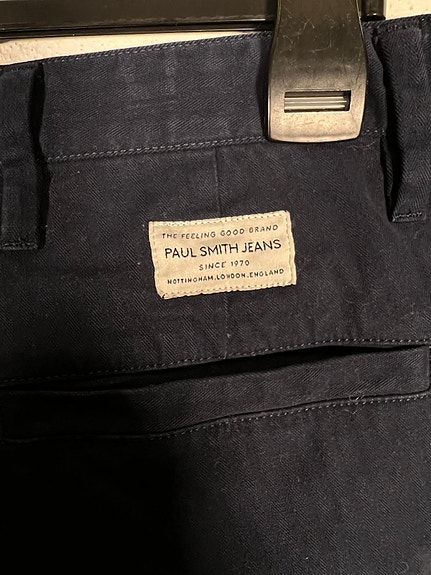 THE FEELING GOOD BRAND
PAUL SMITH JEANS
SINCE 1970
NOTTINGHAM, LONDON, ENGLAND